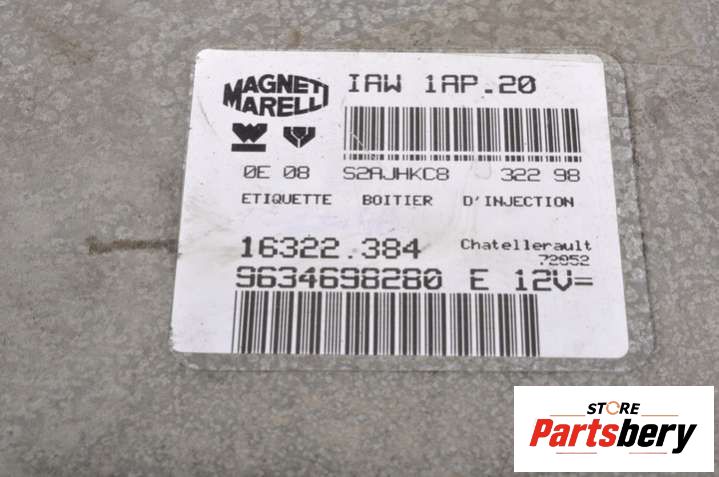 MAGNETI MARELLI
IAW 1AP.20
W
0E 08 S2AJHKC8 322 98
ETIQUETTE BOITIER D'INJECTION
16322.384 Chatellerault
72052
9634698280 E 12V=
STORE
Partsbery